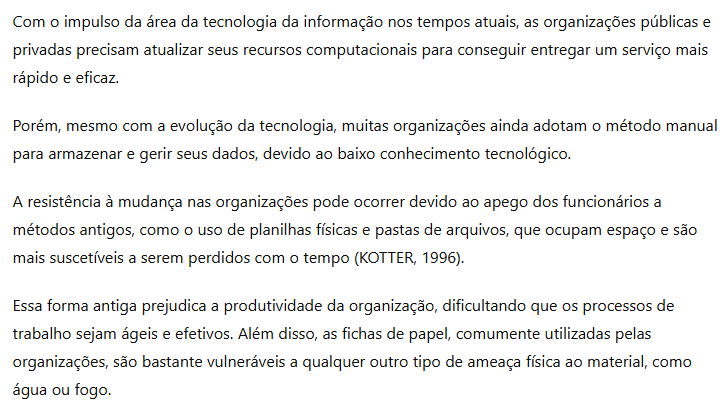 Com o impulso da área da tecnologia da informação nos tempos atuais, as organizações públicas e
privadas precisam atualizar seus recursos computacionais para conseguir entregar um serviço mais
rápido e eficaz.
Porém, mesmo com a evolução da tecnologia, muitas organizações ainda adotam o método manual
para armazenar e gerir seus dados, devido ao baixo conhecimento tecnológico.
A resistência à mudança nas organizações pode ocorrer devido ao apego dos funcionários a
métodos antigos, como o uso de planilhas físicas e pastas de arquivos, que ocupam espaço e são
mais suscetíveis a serem perdidos com o tempo (KOTTER, 1996).
Essa forma antiga prejudica a produtividade da organização, dificultando que os processos de
trabalho sejam ágeis e efetivos. Além disso, as fichas de papel, comumente utilizadas pelas
organizações, são bastante vulneráveis a qualquer outro tipo de ameaça física ao material, como
água ou fogo.